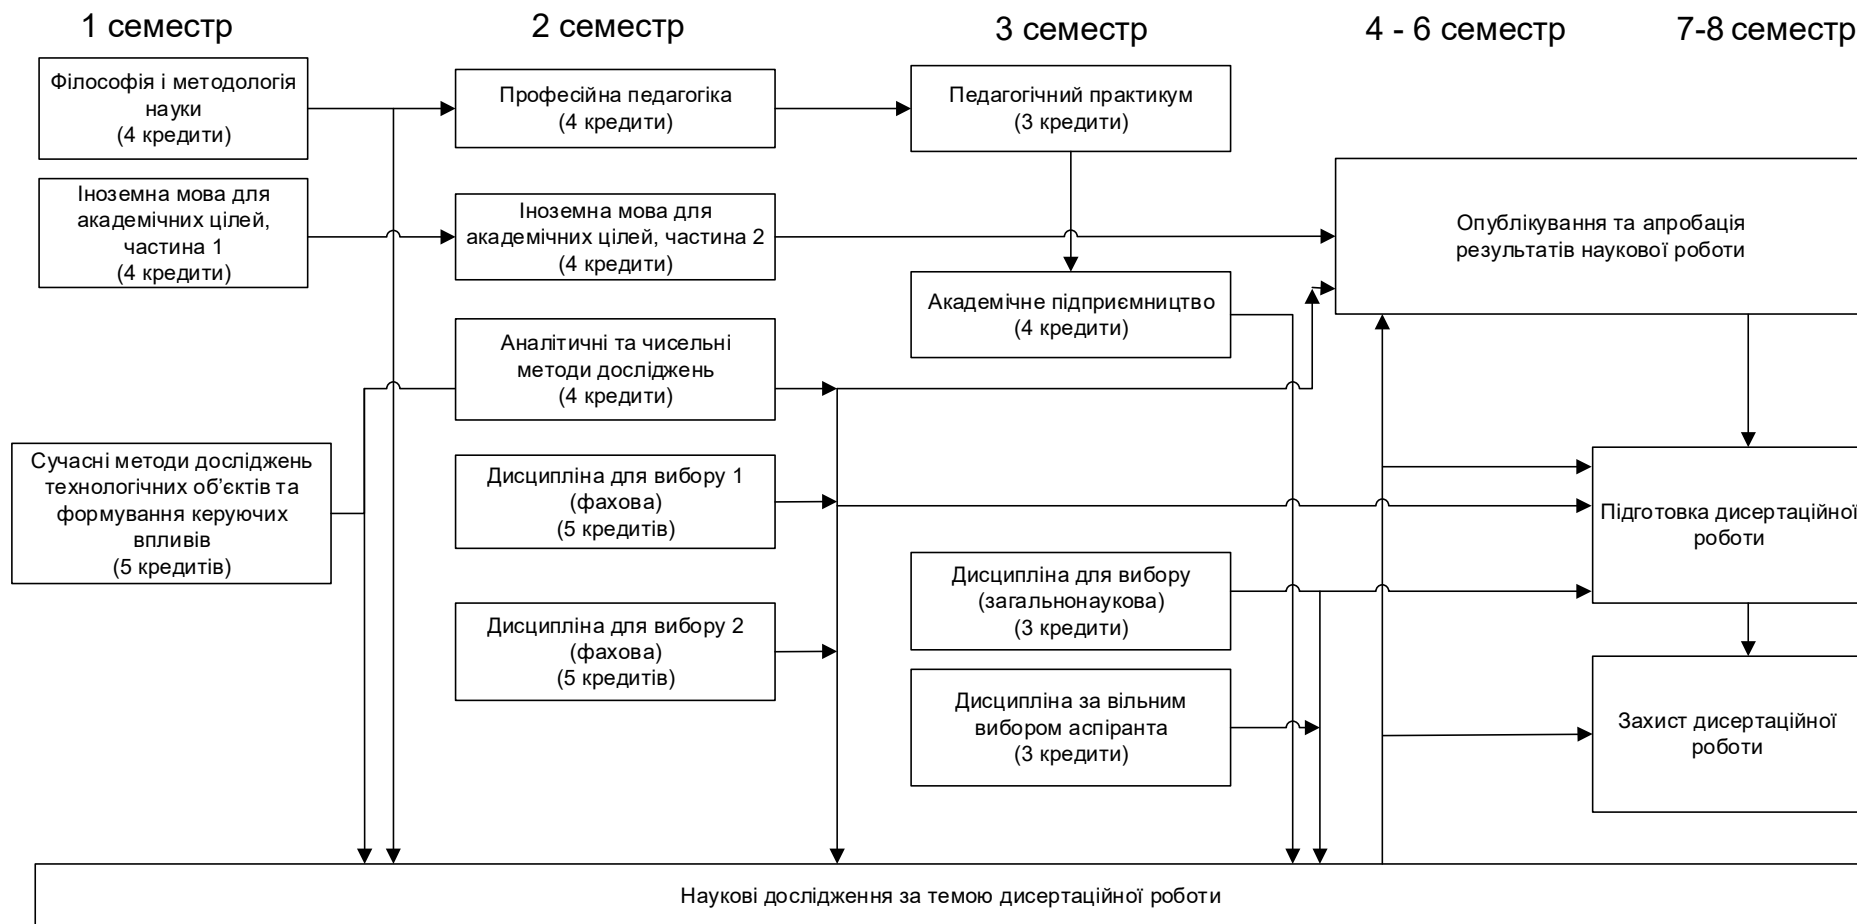 1 семестр
2 семестр
3 семестр
4 - 6 семестр
7-8 семестр
Філософія і методологія
науки
(4 кредити)
Іноземна мова для
академічних цілей,
частина 1
(4 кредити)
Сучасні методи досліджень
технологічних об’єктів та
формування керуючих
впливів
(5 кредитів)
Професійна педагогіка
(4 кредити)
Іноземна мова для
академічних цілей, частина 2
(4 кредити)
Аналітичні та чисельні
методи досліджень
(4 кредити)
Дисципліна для вибору 1
(фахова)
(5 кредитів)
Дисципліна для вибору 2
(фахова)
(5 кредитів)
Педагогічний практикум
(3 кредити)
Академічне підприємництво
(4 кредити)
Дисципліна для вибору
(загальнонаукова)
(3 кредити)
Дисципліна за вільним
вибором аспіранта
(3 кредити)
Опублікування та апробація
результатів наукової роботи
Підготовка дисертаційної
роботи
Захист дисертаційної
роботи
Наукові дослідження за темою дисертаційної роботи